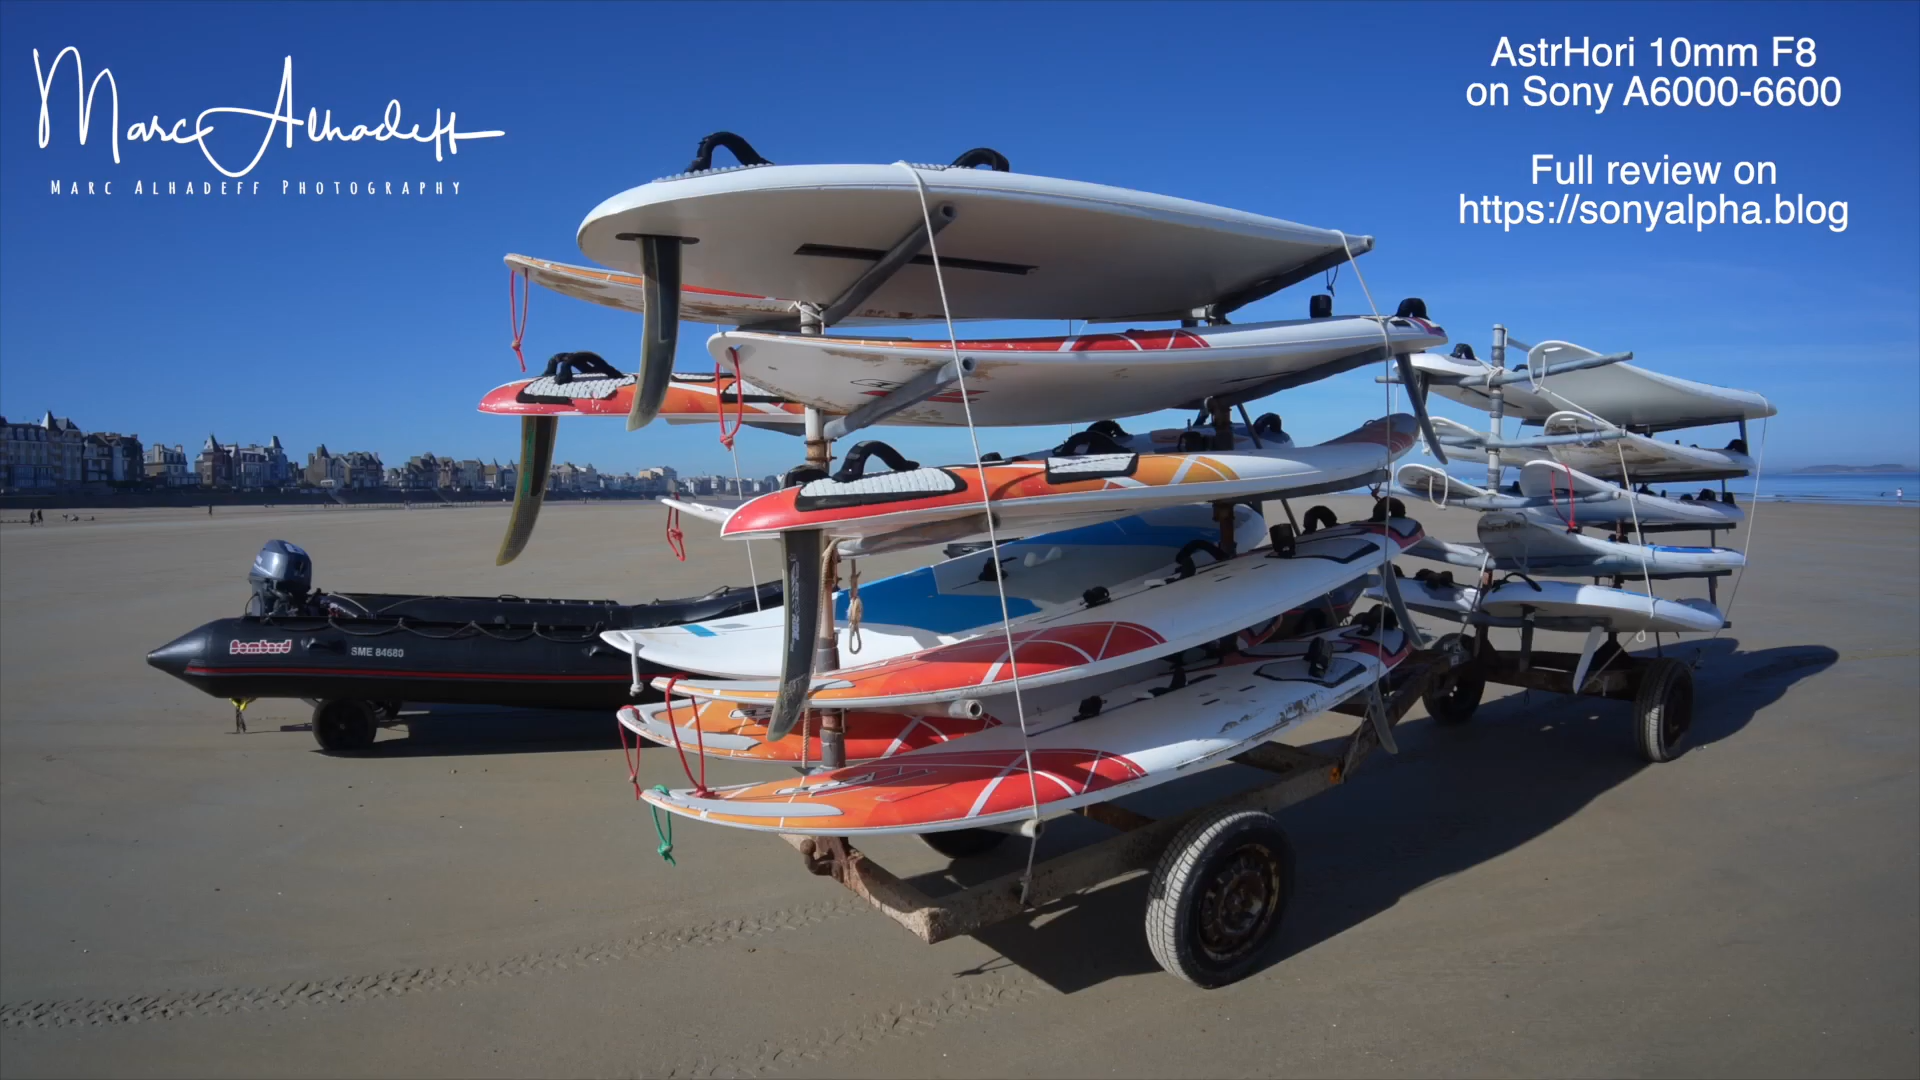 Marc Alhadeff
MARC ALHADEFF PHOTOGRAPHY
AstrHori 10mm F8
on Sony A6000-6600
Full review on
https://sonyalpha.blog
Bombard
SME 84680